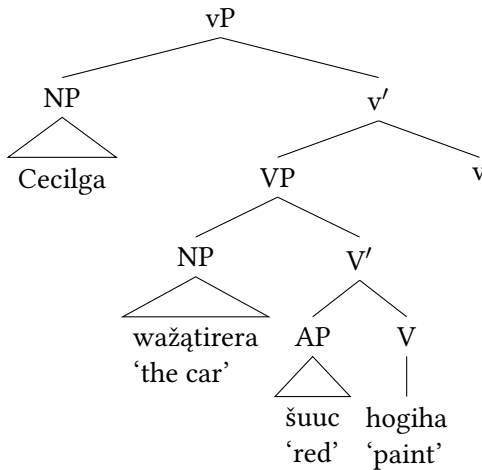 vP
NP v′
Cecilga VP v
NP V′
wažątirera AP V
‘the car’
šuuc hogiha
‘red’ ‘paint’